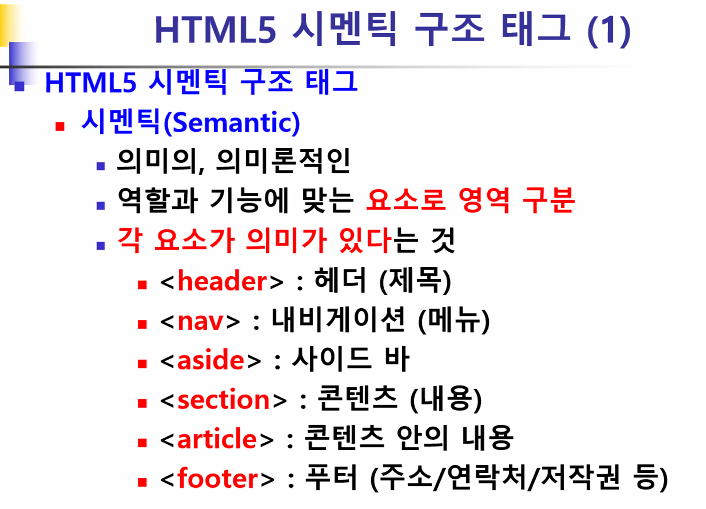 HTML5 시멘틱 구조 태그 (1)
HTML5 시멘틱 구조 태그
시멘틱(Semantic)
의미의, 의미론적인
역할과 기능에 맞는 요소로 영역 구분
각 요소가 의미가 있다는 것
<header> : 헤더 (제목)
<nav> : 내비게이션 (메뉴)
<aside> : 사이드 바
<section> : 콘텐츠 (내용)
<article> : 콘텐츠 안의 내용
<footer> : 푸터 (주소/연락처/저작권 등)